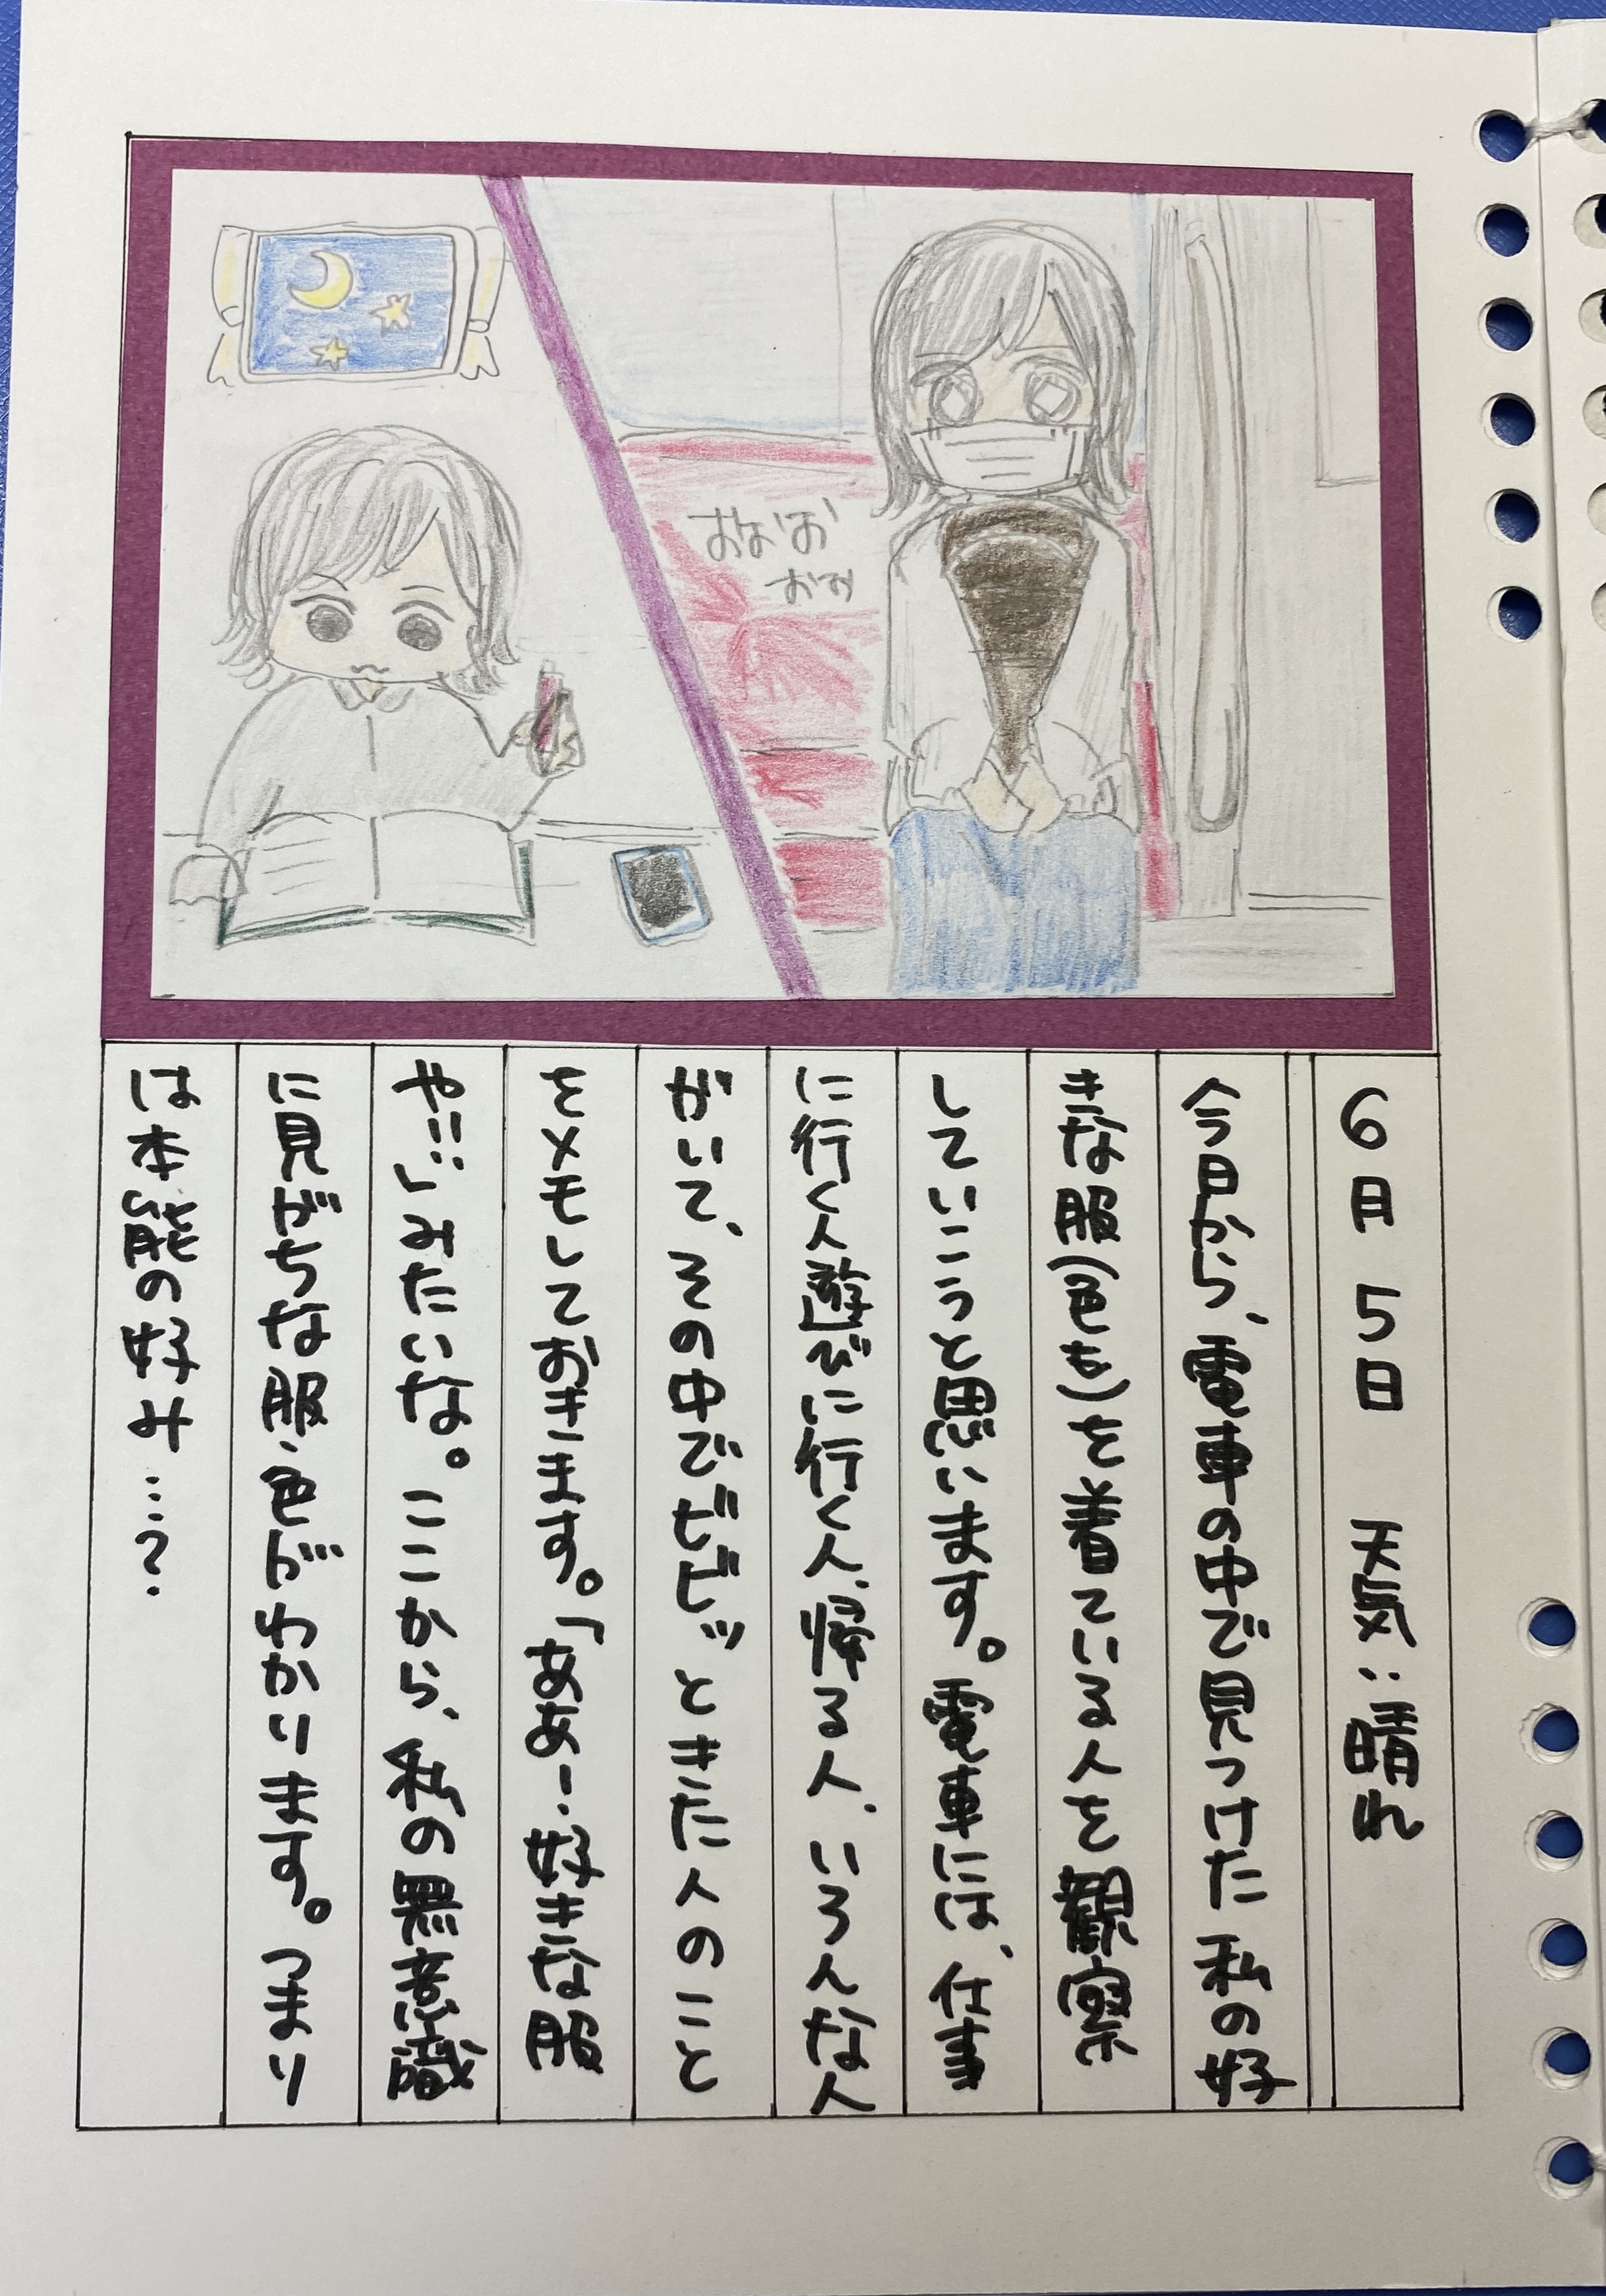 おおお
おお
6月5日 天気:晴れ
今日から、電車の中で見つけた私の好
きな服(色も)を着ている人を観察
していこうと思います。電車には、仕事
に行く人遊びに行く人、帰る人、いろんな人
がいて、その中でビビビッときた人のこと
をメモしておきます。「ああー、好きな服
や!!」みたいな。ここから、私の無意識
に見がちな服・色がわかります。つまり
は本能の好み…?